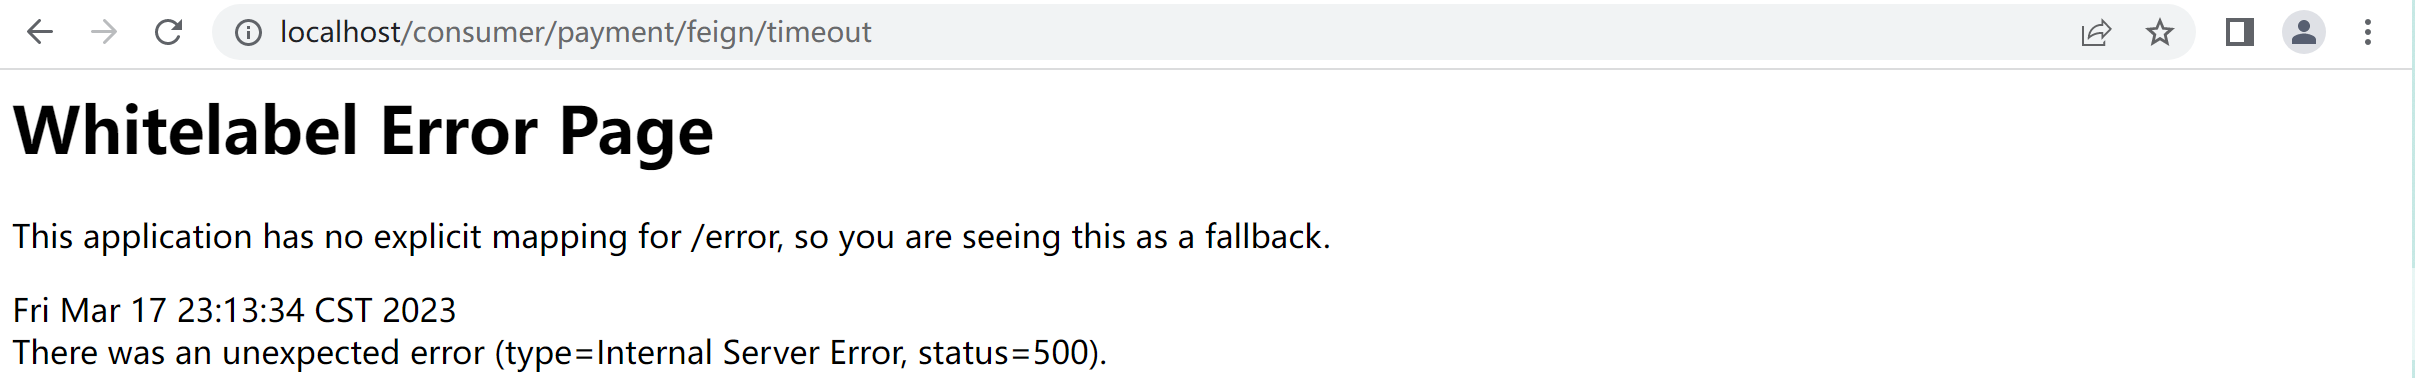 localhost/consumer/payment/feign/timeout
Whitelabel Error Page
This application has no explicit mapping for /error, so you are seeing this as a fallback.
Fri Mar 17 23:13:34 CST 2023
There was an unexpected error (type=Internal Server Error, status=500).